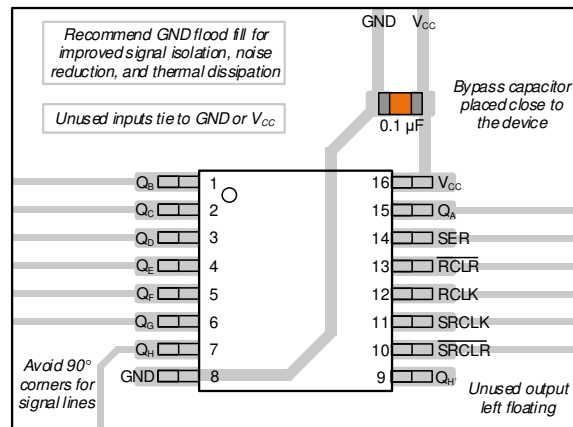 GND VCC
Recommend GND flood fill for
improved signal isolation, noise
reduction, and thermal dissipation
Unused inputs tie to GND or VCC
Bypass capacitor
placed close to
the device
0.1 µF
QB 1 16 VCC
QC 2 15 QA
QD 3 14 SER
QE 4 13 RCLR
QF 5 12 RCLK
QG 6 11 SRCLK
QH 7 10 SRCLR
GND 8 9 QH'
Avoid 90°
corners for
signal lines
Unused output
left floating